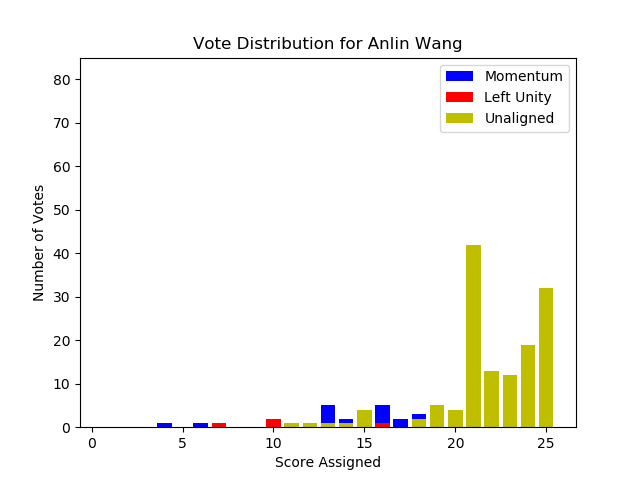 Vote Distribution for Anlin Wang
Momentum
Left Unity
Unaligned
Number of Votes
80
70
60
50
40
30
20
10
0
0 5 10 15 20 25
Score Assigned